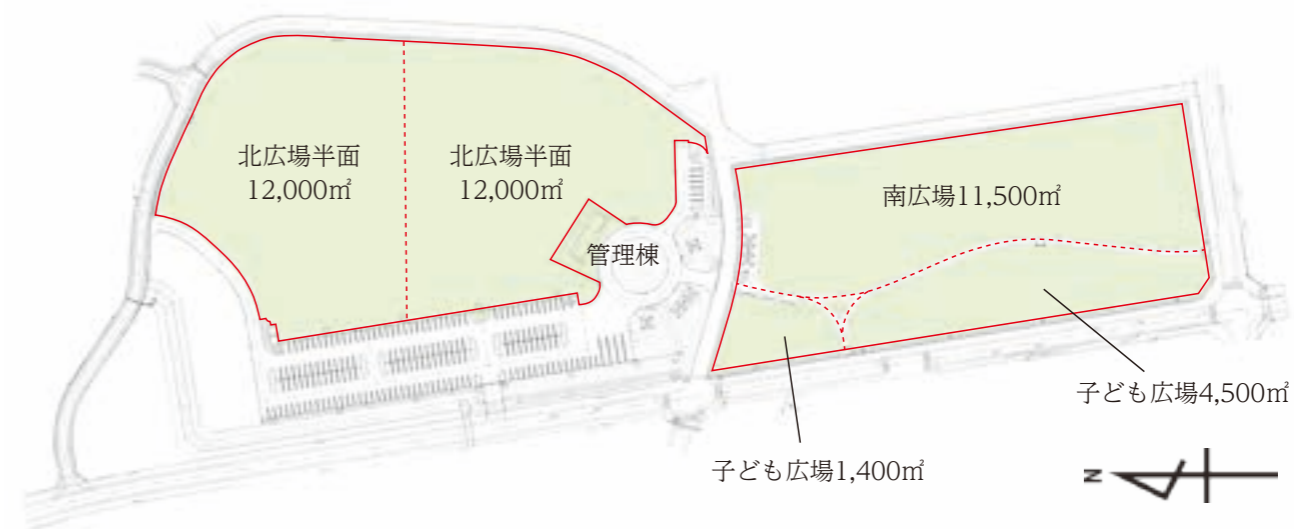 北広場半面
12,000㎡
北広場半面
12,000㎡
管理棟
南広場11,500㎡
子ども広場4,500㎡
子ども広場1,400㎡
N